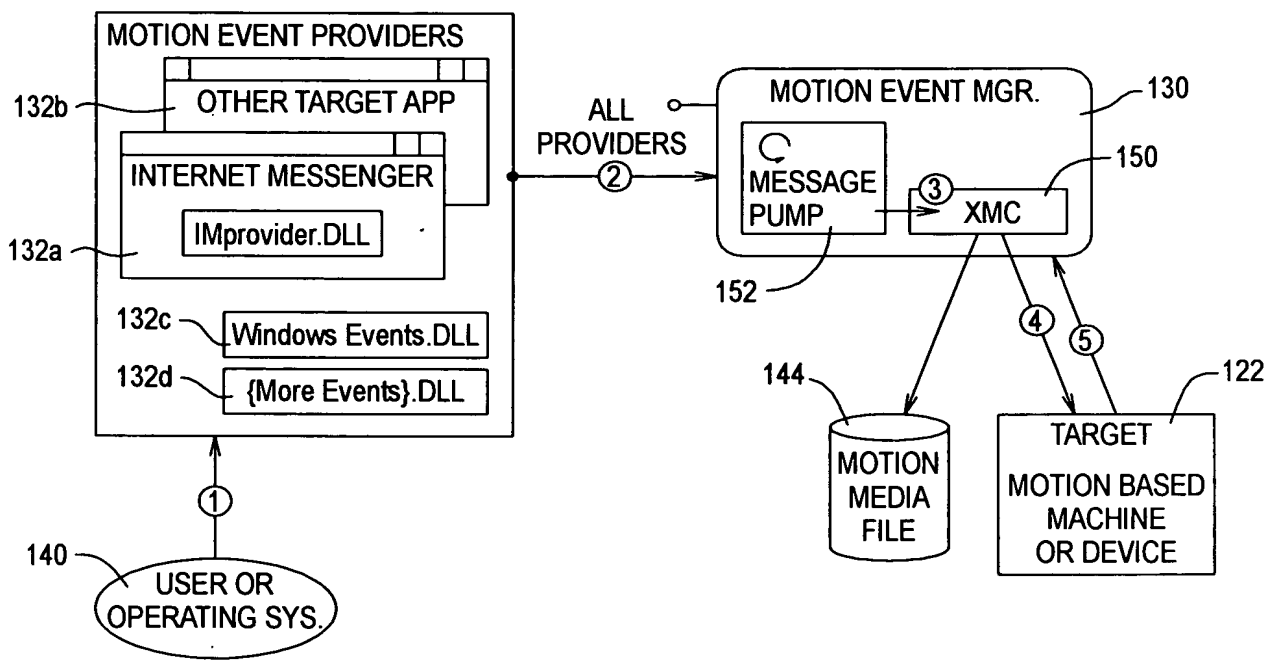 MOTION EVENT PROVIDERS
132b
OTHER TARGET APP
INTERNET MESSENGER
IMprovider.DLL
132a
132c
Windows Events.DLL
132d
{More Events}.DLL
1
140
USER OR
OPERATING SYS.
ALL
PROVIDERS
2
MOTION EVENT MGR.
130
MESSAGE
PUMP
3
150
XMC
152
4
5
144
MOTION
MEDIA
FILE
122
TARGET
MOTION BASED
MACHINE
OR DEVICE